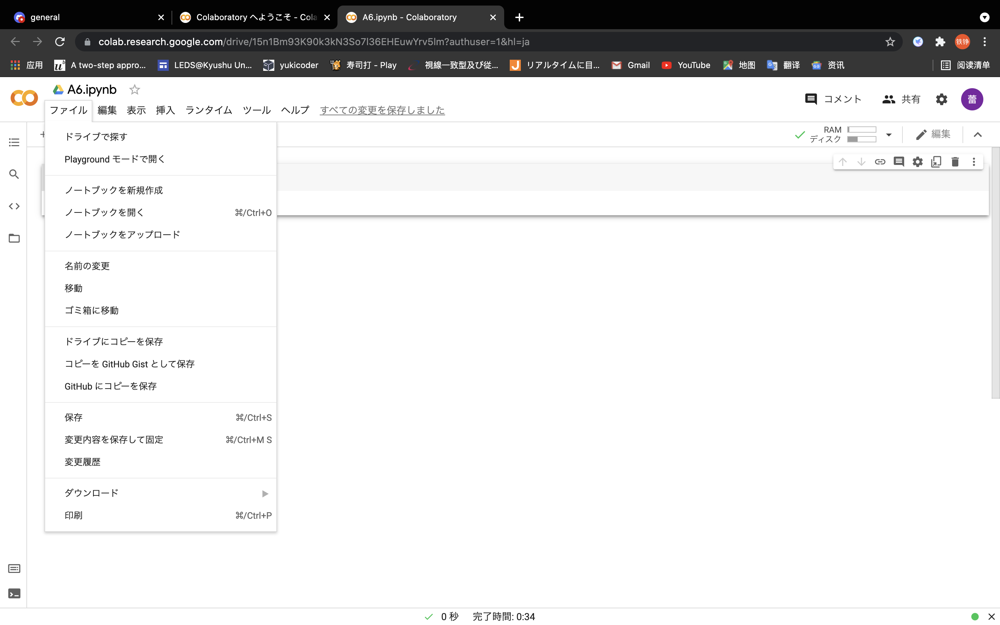 general
Colaboratory へようこそ - Cola
A6.ipynb - Colaboratory
colab.research.google.com/drive/15n1Bm93K90k3kN3So7l36EHEuwYrv5lm?authuser=1&hl=ja
铁铮
应用
A two-step appro...
LEDS@Kyushu Un...
yukicoder
寿司打 - Play
視線一致型及び従...
リアルタイムに目...
Gmail
YouTube
地图
翻译
资讯
阅读清单
A6.ipynb
コメント
共有
蕾
ファイル 編集 表示 挿入 ランタイム ツール ヘルプ すべての変更を保存しました
RAM
ディスク
編集
ドライブで探す
Playground モードで開く
ノートブックを新規作成
ノートブックを開く ⌘/Ctrl+O
ノートブックをアップロード
名前の変更
移動
ゴミ箱に移動
ドライブにコピーを保存
コピーを GitHub Gist として保存
GitHub にコピーを保存
保存 ⌘/Ctrl+S
変更内容を保存して固定 ⌘/Ctrl+M S
変更履歴
ダウンロード
印刷 ⌘/Ctrl+P
0 秒 完了時間: 0:34